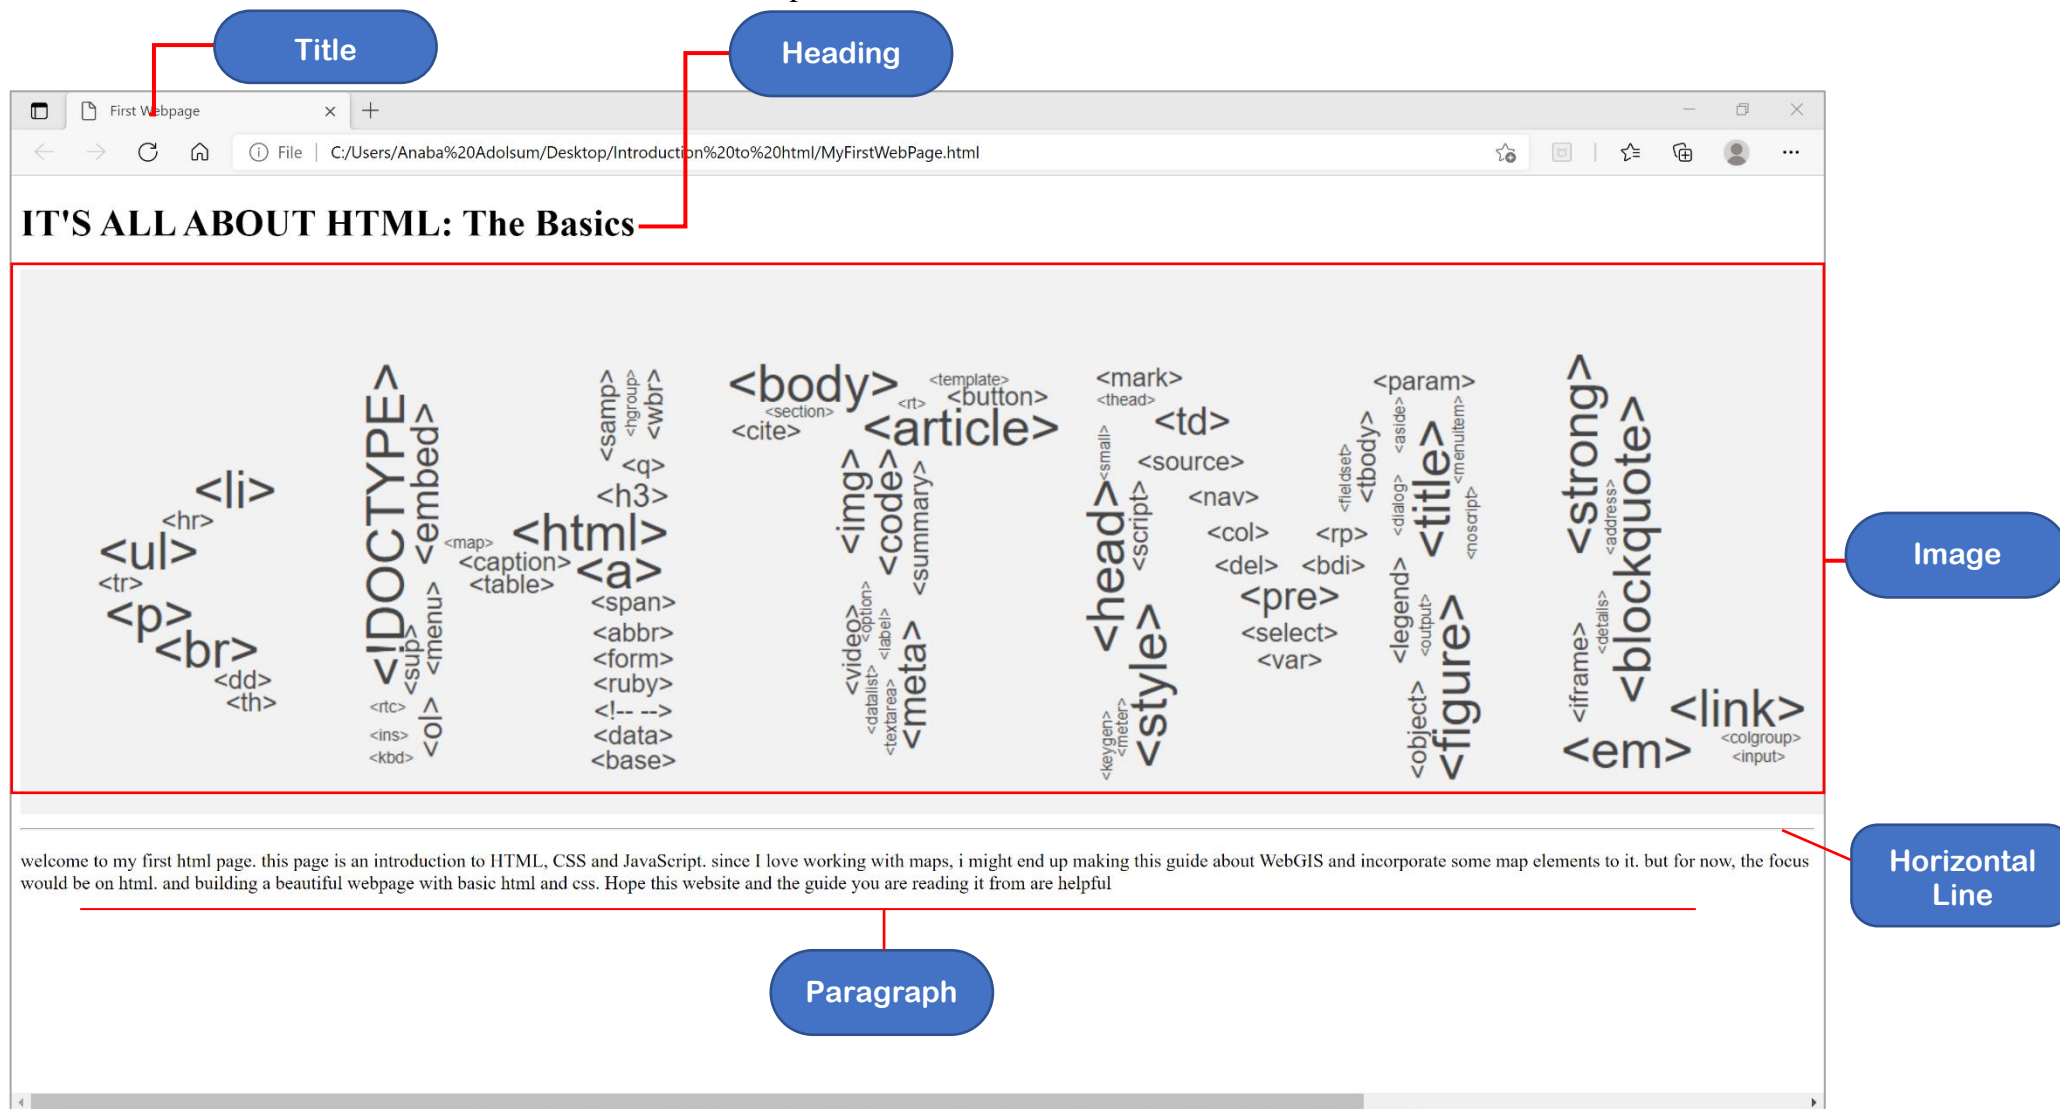 Title
Heading
First Webpage
File
C:/Users/Anaba%20Adolsum/Desktop/Introduction%20to%20html/MyFirstWebPage.html
IT'S ALL ABOUT HTML: The Basics
<li>
<hr>
<ul>
<tr>
<p>
<br>
<dd>
<th>
<!DOCTYPE>
<embed>
<sup>
<menu>
<rtc>
<ins>
<kbd>
<ol>
<map>
<caption>
<table>
<samp>
<hgroup>
<wbr>
<q>
<h3>
<html>
<a>
<span>
<abbr>
<form>
<ruby>
<!-- -->
<data>
<base>
<body>
<section>
<cite>
<rt>
<template>
<button>
<article>
<img>
<code>
<summary>
<video>
<option>
<label>
<datalist>
<textarea>
<meta>
<mark>
<thead>
<td>
<small>
<source>
<head>
<script>
<nav>
<col>
<del>
<pre>
<select>
<var>
<style>
<keygen>
<meter>
<param>
<fieldset>
<tbody>
<aside>
<menuitem>
<title>
<dialog>
<noscript>
<rp>
<bdi>
<legend>
<output>
<figure>
<object>
<strong>
<address>
<blockquote>
<details>
<iframe>
<link>
<colgroup>
<input>
<em>
Image
Horizontal
Line
welcome to my first html page. this page is an introduction to HTML, CSS and JavaScript. since I love working with maps, i might end up making this guide about WebGIS and incorporate some map elements to it. but for now, the focus
would be on html. and building a beautiful webpage with basic html and css. Hope this website and the guide you are reading it from are helpful
Paragraph